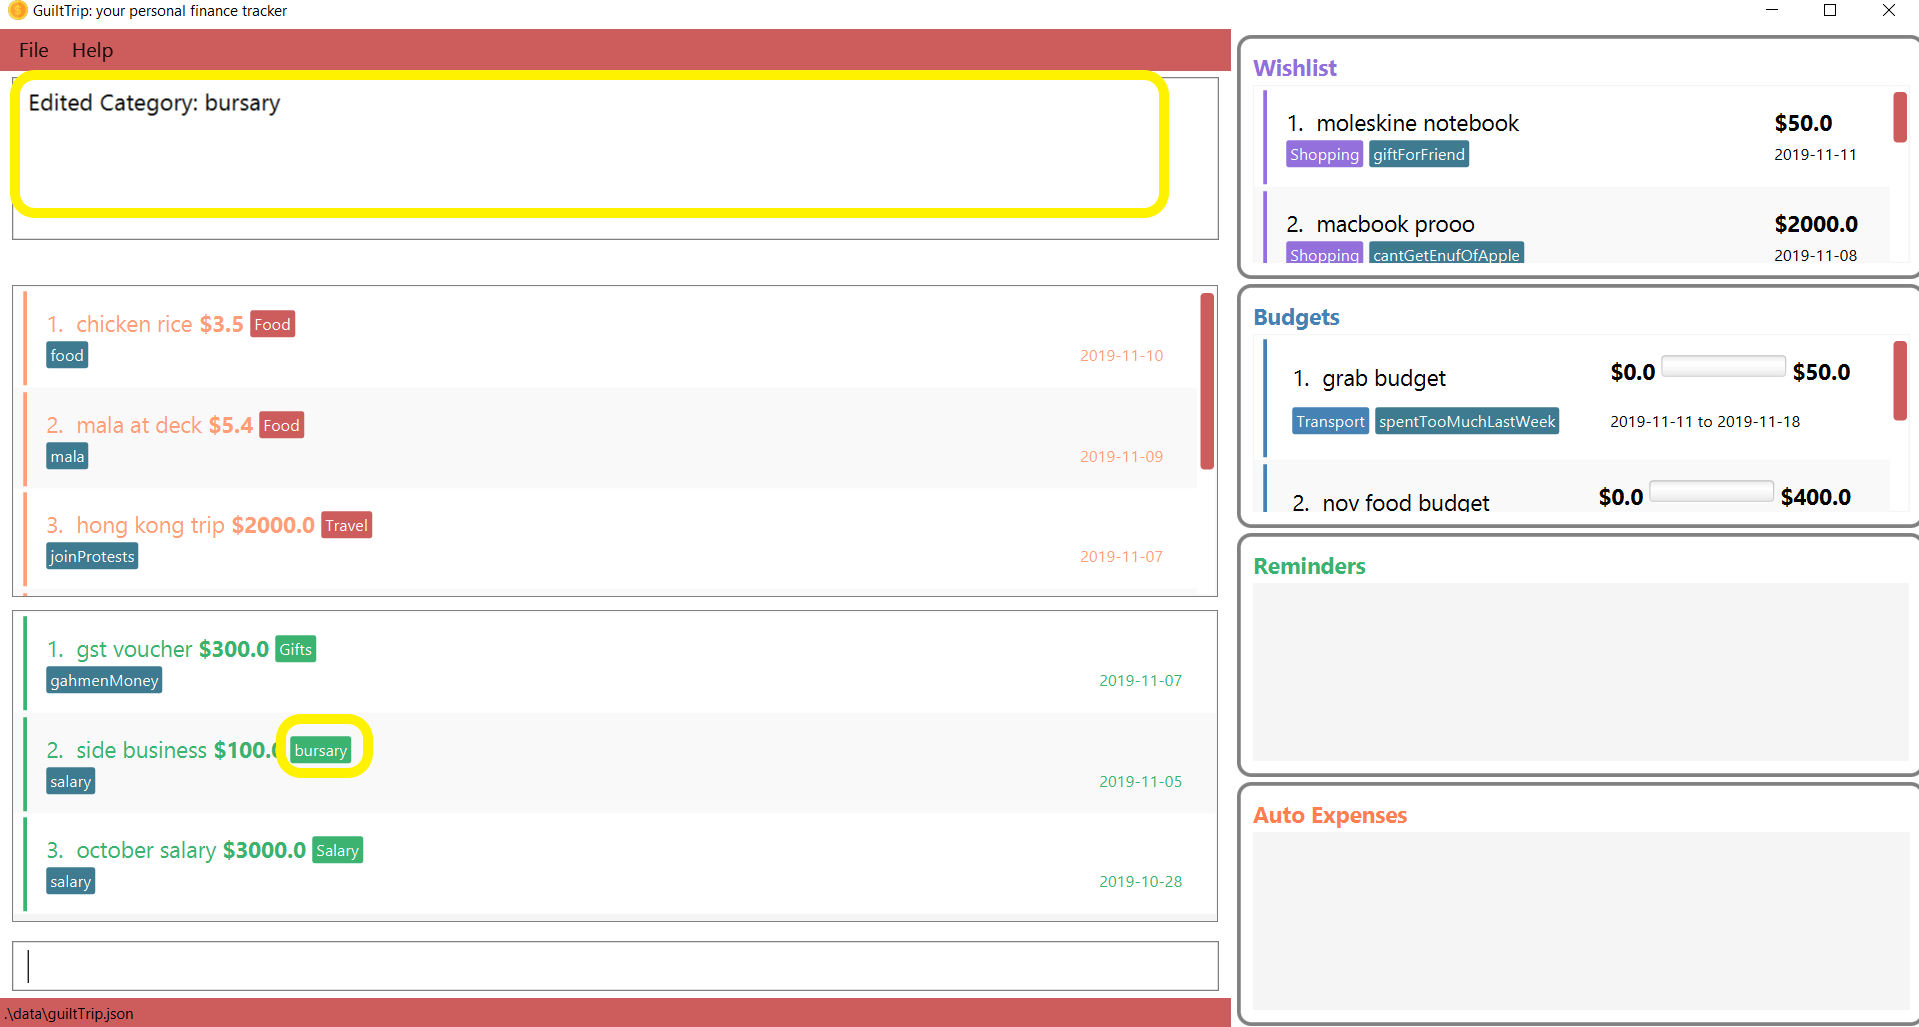 GuiltTrip: your personal finance tracker
File Help
Edited Category: bursary
1. chicken rice $3.5 Food
food 2019-11-10
2. mala at deck $5.4 Food
mala 2019-11-09
3. hong kong trip $2000.0 Travel
joinProtests 2019-11-07
1. gst voucher $300.0 Gifts
gahmenMoney 2019-11-07
2. side business $100.0 bursary
salary 2019-11-05
3. october salary $3000.0 Salary
salary 2019-10-28
.\data\guiltTrip.json
Wishlist
1. moleskine notebook $50.0
Shopping giftForFriend 2019-11-11
2. macbook prooo $2000.0
Shopping cantGetEnufOfApple 2019-11-08
Budgets
1. grab budget $0.0 $50.0
Transport spentTooMuchLastWeek 2019-11-11 to 2019-11-18
2. nov food budget $0.0 $400.0
Reminders
Auto Expenses